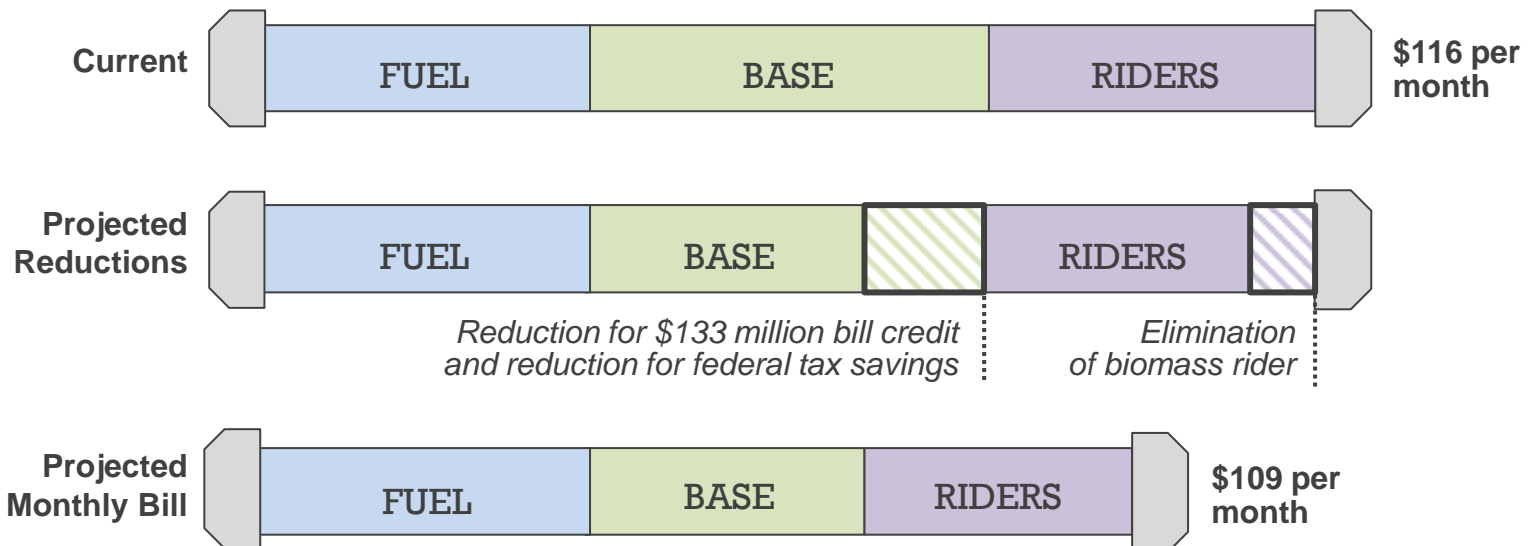 Current
FUEL
BASE
RIDERS
$116 per
month
Projected
Reductions
FUEL
BASE
RIDERS
Reduction for $133 million bill credit
and reduction for federal tax savings
Elimination
of biomass rider
Projected
Monthly Bill
FUEL
BASE
RIDERS
$109 per
month